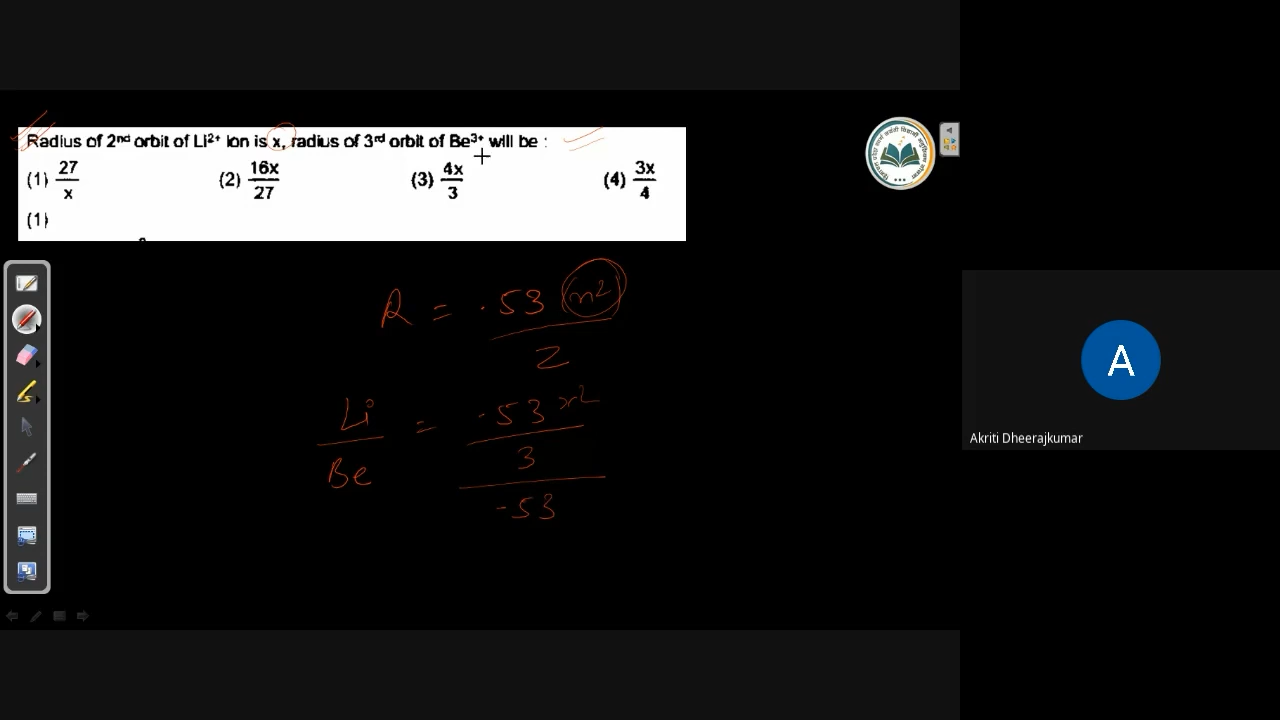 Radius of 2nd orbit of Li2+ Ion is x, radius of 3rd orbit of Be3+ will be :
(1) 27/x (2) 16x/27 (3) 4x/3 (4) 3x/4
(1)
R = .53 n2
Z
Li = .53 x2
3
Be
.53
A
Akriti Dheerajkumar